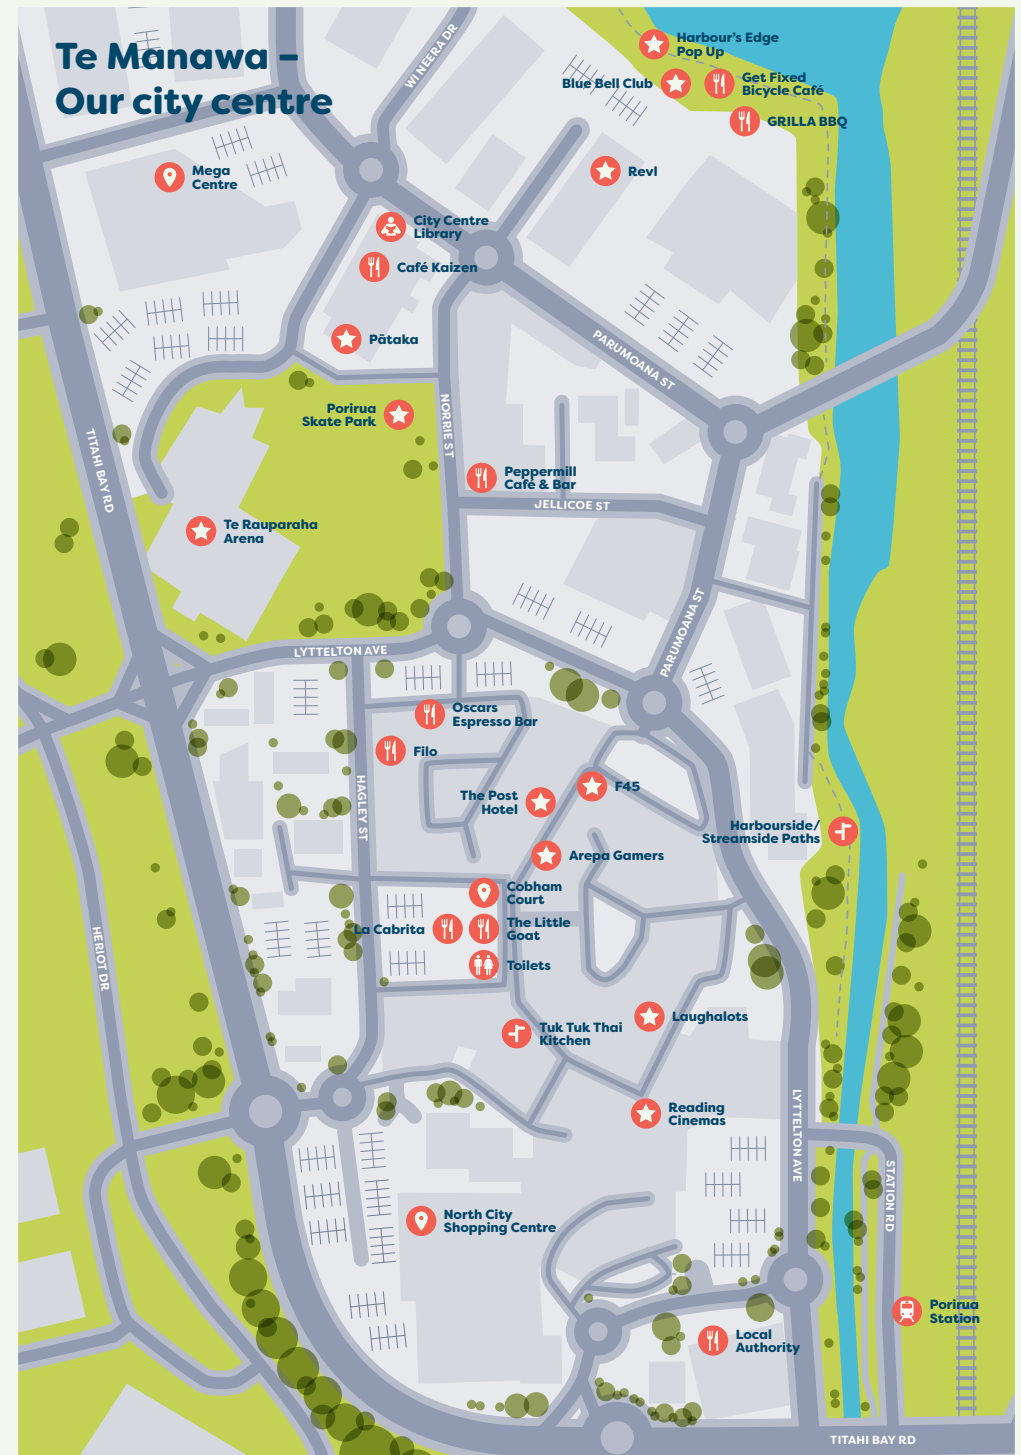 Te Manawa –
Our city centre
WI NEERA DR
Harbour's Edge
Pop Up
Blue Bell Club
Get Fixed
Bicycle Café
GRILLA BBQ
Mega
Centre
Revl
City Centre
Library
Café Kaizen
Pātaka
PARUMOANA ST
Porirua
Skate Park
NORRIE ST
TITAHI BAY RD
Peppermill
Café & Bar
JELLICOE ST
Te Rauparaha
Arena
PARUMOANA ST
LYTTELTON AVE
Oscars
Espresso Bar
Filo
HAGLEY ST
The Post
Hotel
F45
Harbourside/
Streamside Paths
Arepa Gamers
Cobham
Court
La Cabrita
The Little
Goat
Toilets
HERIOT DR
Tuk Tuk Thai
Kitchen
Laughalots
Reading
Cinemas
LYTTELTON AVE
STATION RD
North City
Shopping Centre
Porirua
Station
Local
Authority
TITAHI BAY RD